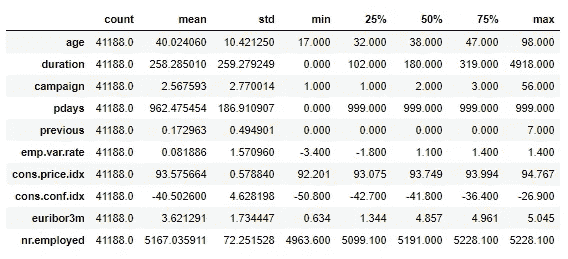 count mean std min 25% 50% 75% max
age 41188.0 40.024060 10.421250 17.000 32.000 38.000 47.000 98.000
duration 41188.0 258.285010 259.279249 0.000 102.000 180.000 319.000 4918.000
campaign 41188.0 2.567593 2.770014 1.000 1.000 2.000 3.000 56.000
pdays 41188.0 962.475454 186.910907 0.000 999.000 999.000 999.000 999.000
previous 41188.0 0.172963 0.494901 0.000 0.000 0.000 0.000 7.000
emp.var.rate 41188.0 0.081886 1.570960 -3.400 -1.800 1.100 1.400 1.400
cons.price.idx 41188.0 93.575664 0.578840 92.201 93.075 93.749 93.994 94.767
cons.conf.idx 41188.0 -40.502600 4.628198 -50.800 -42.700 -41.800 -36.400 -26.900
euribor3m 41188.0 3.621291 1.734447 0.634 1.344 4.857 4.961 5.045
nr.employed 41188.0 5167.035911 72.251528 4963.600 5099.100 5191.000 5228.100 5228.100